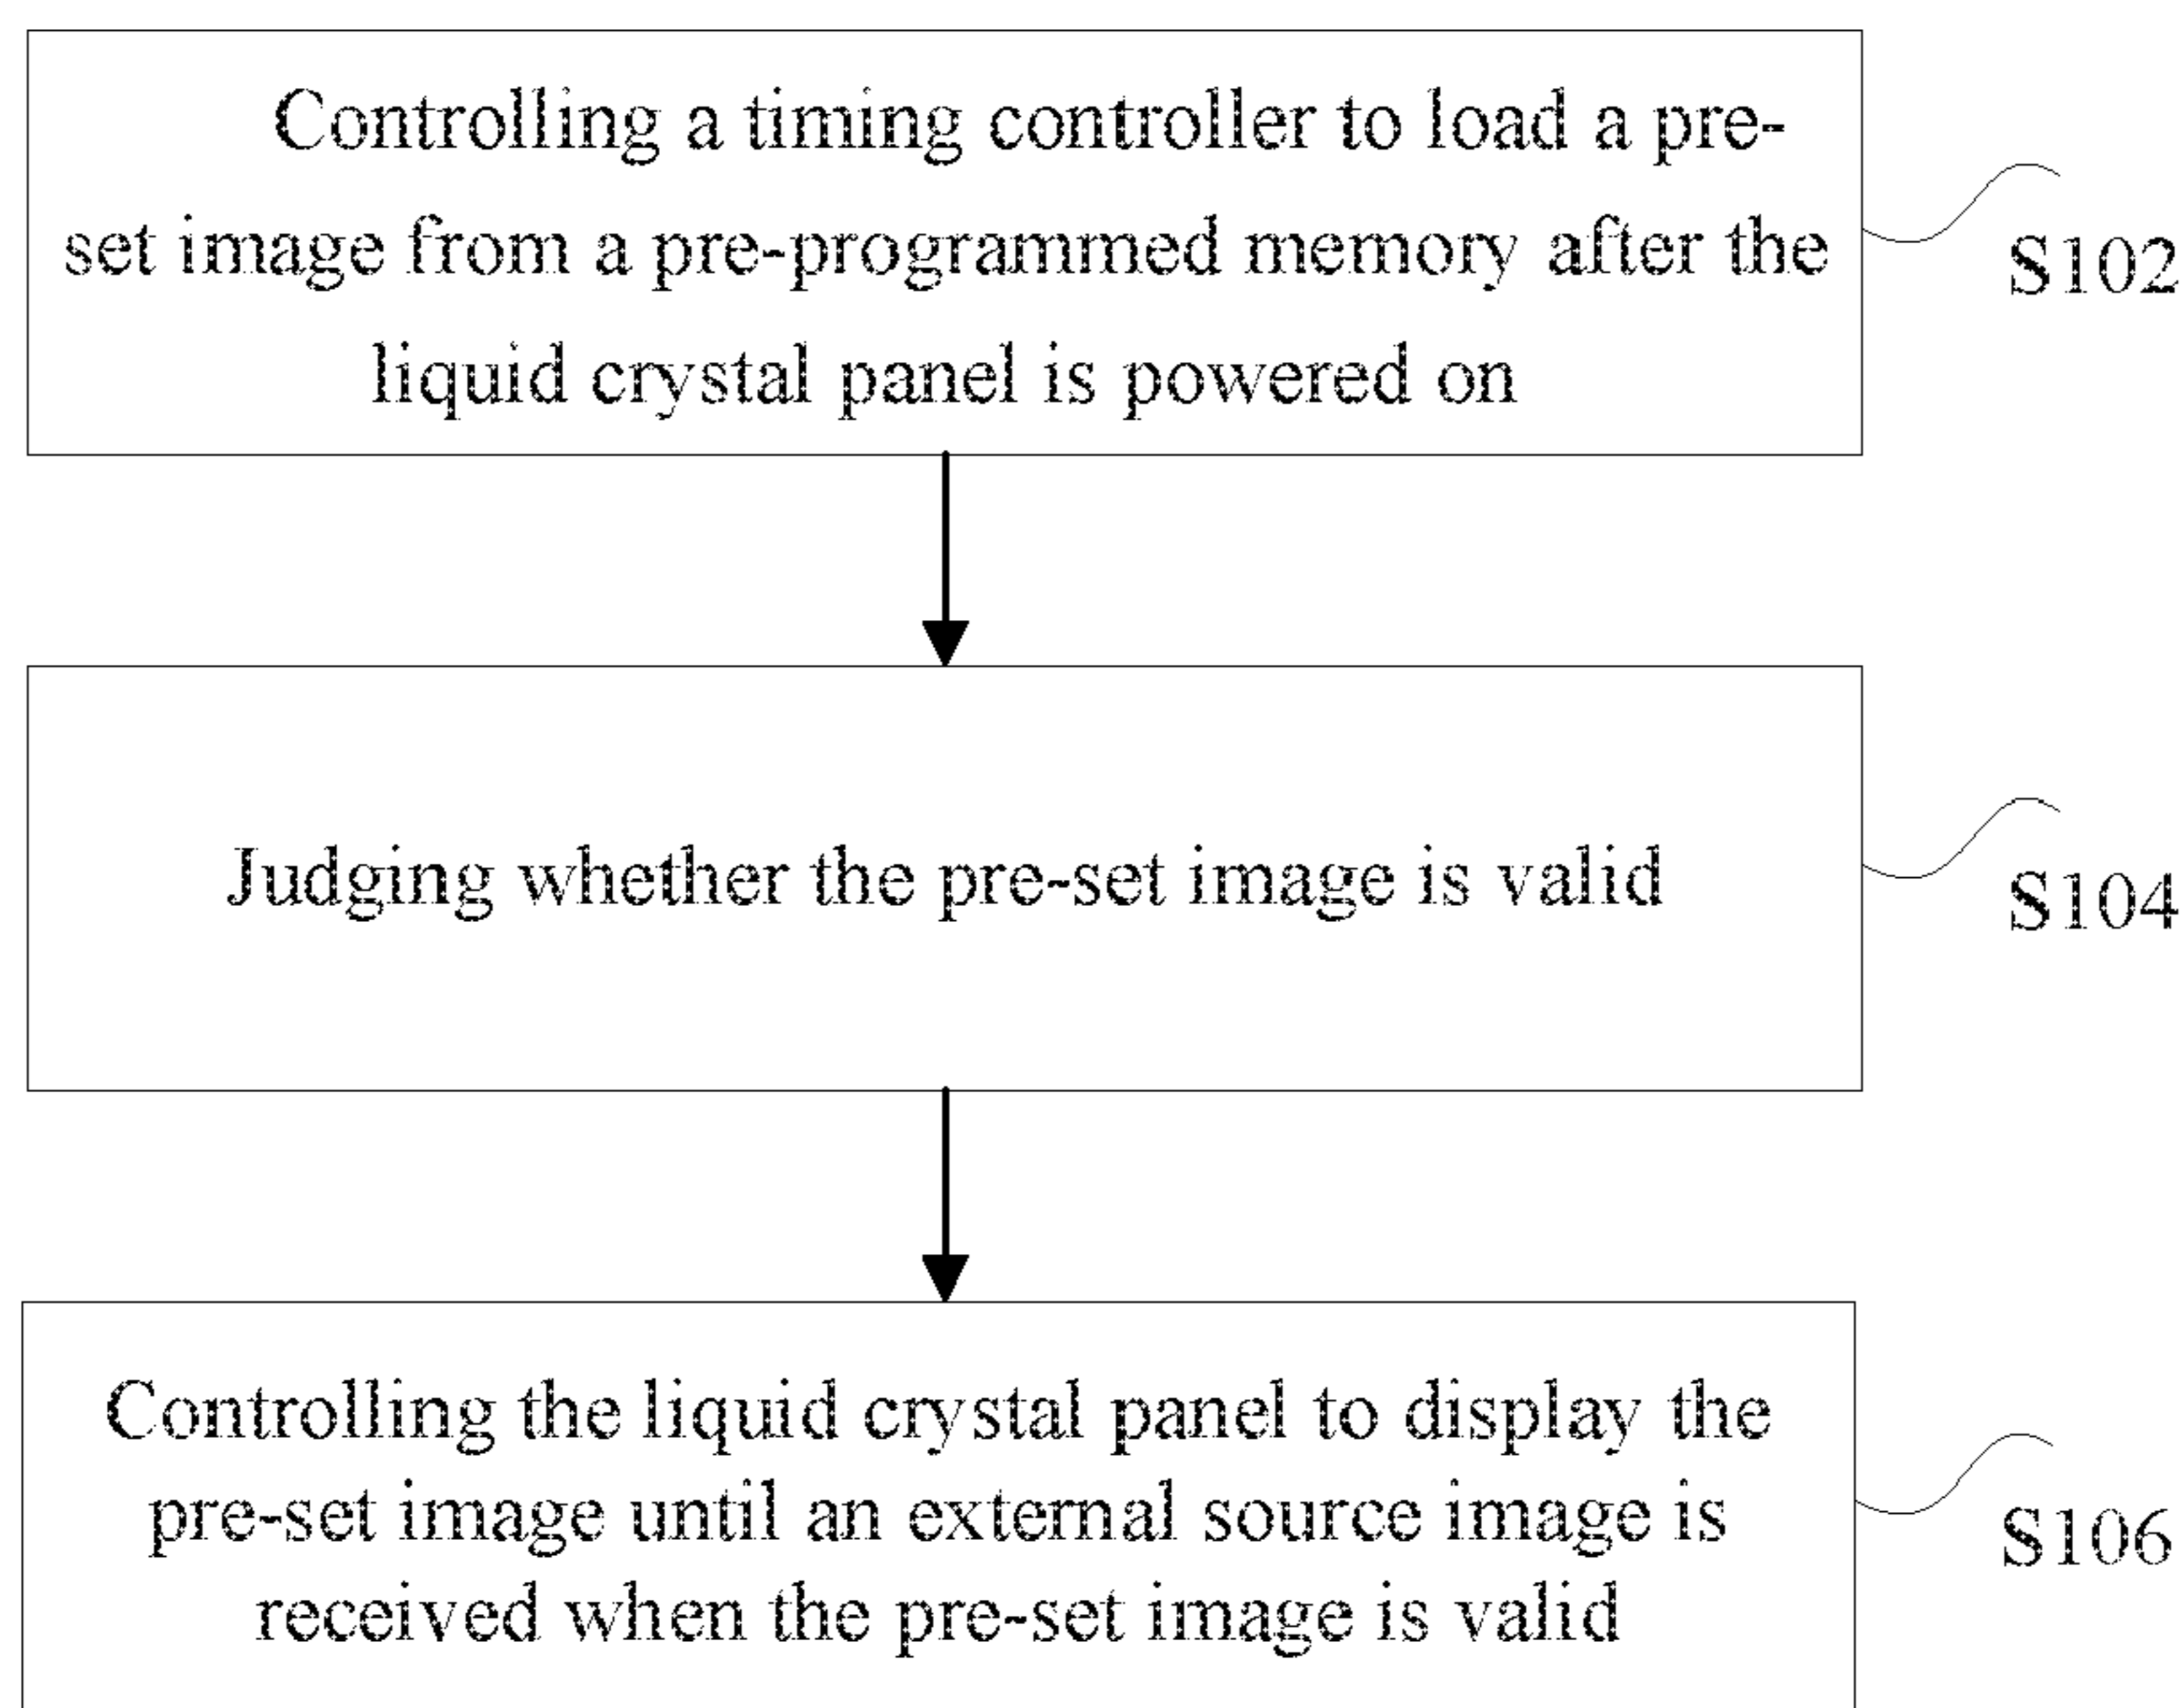 Controlling a timing controller to load a pre-
set image from a pre-programmed memory after the
liquid crystal panel is powered on
S102
Judging whether the pre-set image is valid
S104
Controlling the liquid crystal panel to display the
pre-set image until an external source image is
received when the pre-set image is valid
S106